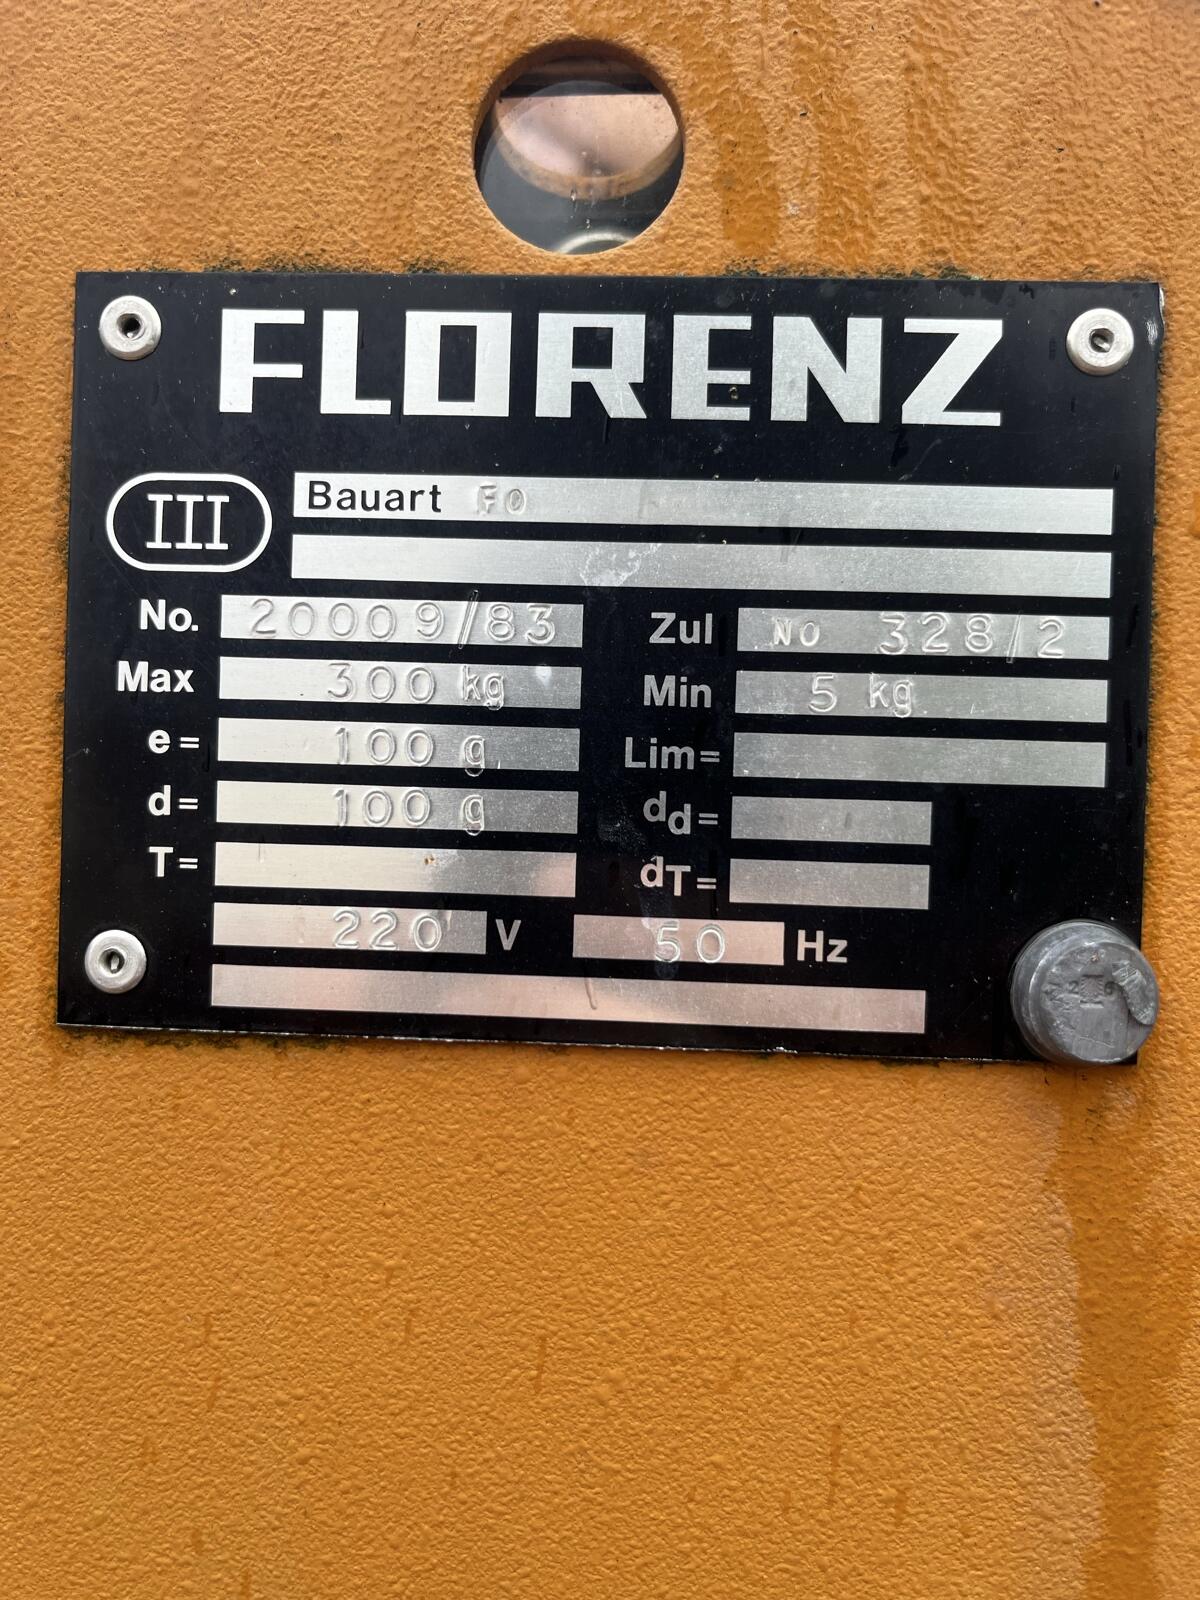 FLORENZ
III
Bauart FO
No. 20009/83 Zul NO 328/2
Max 300 kg Min 5 kg
e= 100 g Lim=
d= 100 g dd=
T= dT=
220 V 50 Hz